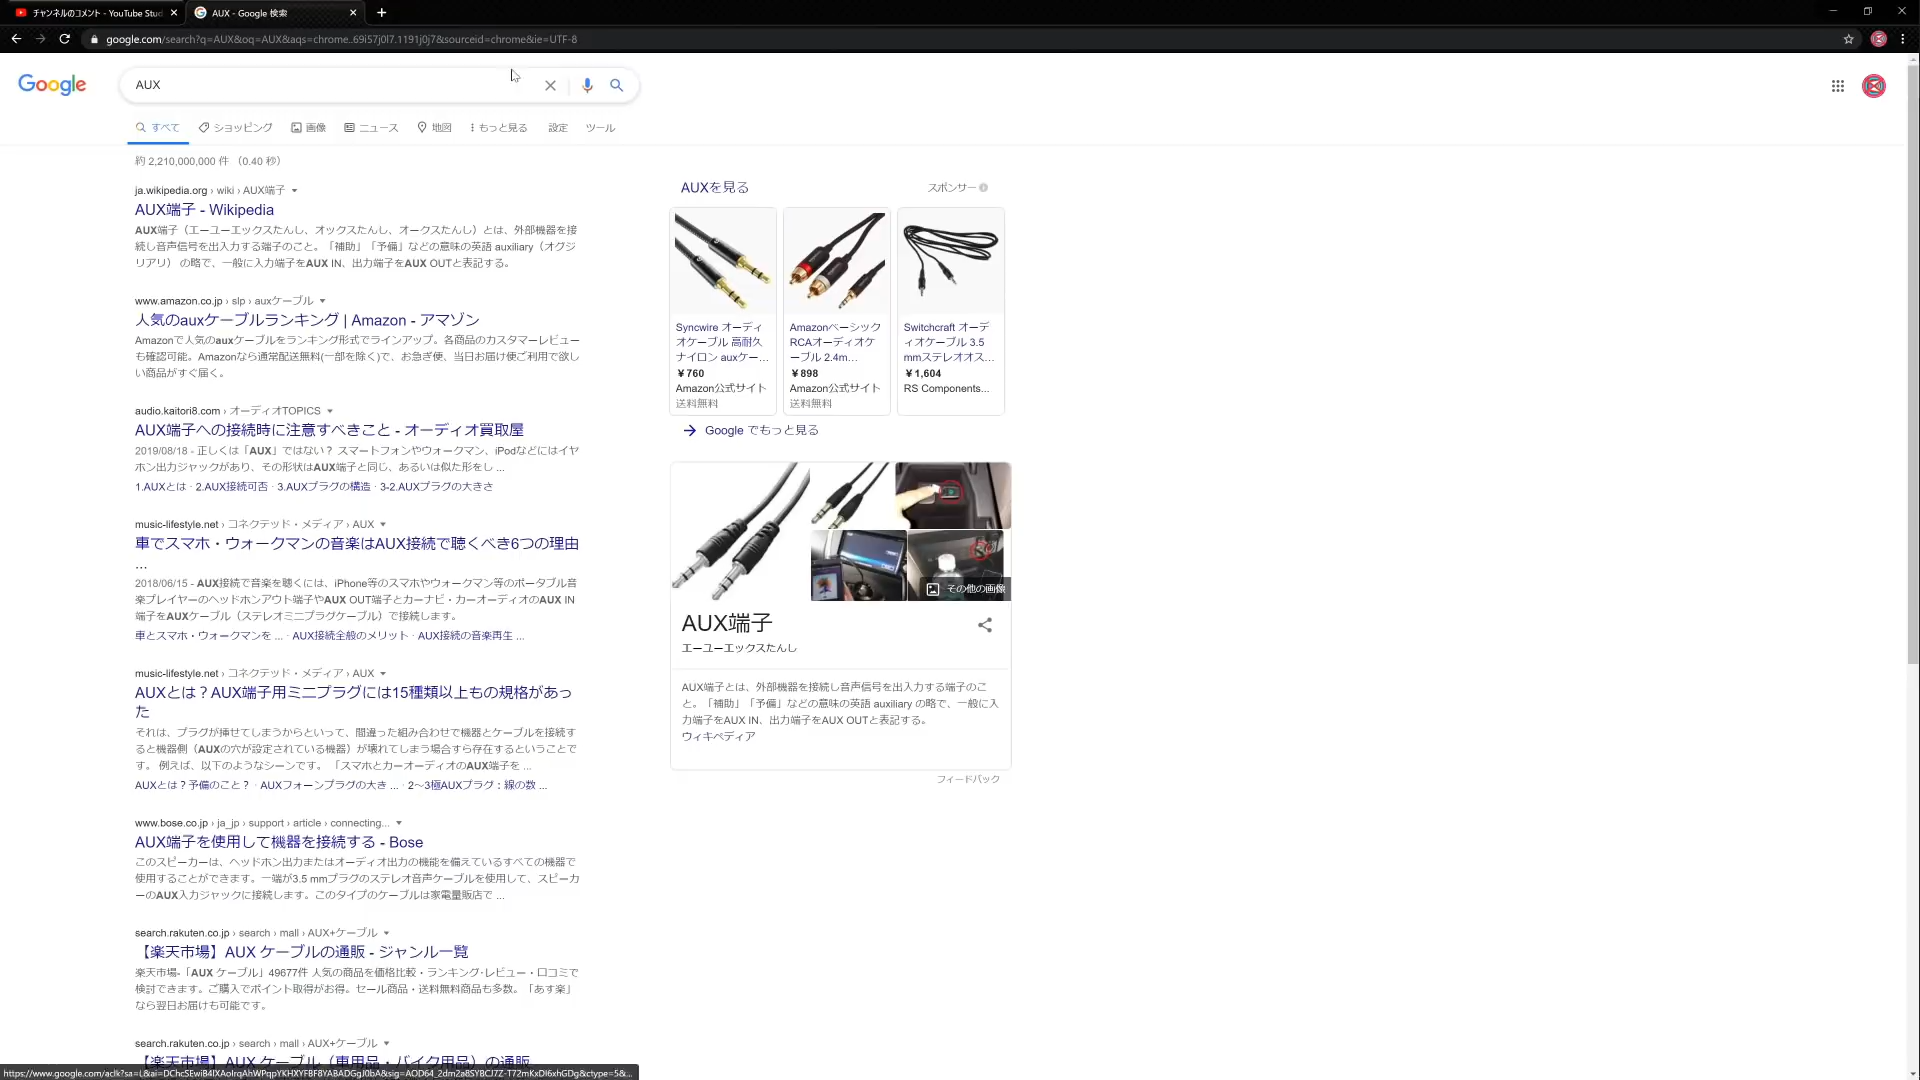 チャンネルのコメント - YouTube Stud
AUX - Google 検索
google.com/search?q=AUX&oq=AUX&aqs=chrome..69i57j0l7.1191j0j7&sourceid=chrome&ie=UTF-8
Google
AUX
すべて ショッピング 画像 ニュース 地図 もっと見る 設定 ツール
約 2,210,000,000 件 （0.40 秒）
ja.wikipedia.org › wiki › AUX端子
AUX端子 - Wikipedia
AUX端子（エーユーエックスたんし、オックスたんし、オークスたんし）とは、外部機器を接
続し音声信号を出入力する端子のこと。「補助」「予備」などの意味の英語 auxiliary（オグジ
リアリ） の略で、一般に入力端子をAUX IN、出力端子をAUX OUTと表記する。
www.amazon.co.jp › slp › auxケーブル
人気のauxケーブルランキング | Amazon - アマゾン
Amazonで人気のauxケーブルをランキング形式でラインアップ。各商品のカスタマーレビュー
も確認可能。Amazonなら通常配送無料(一部を除く)で、お急ぎ便、当日お届け便ご利用で欲し
い商品がすぐ届く。
audio.kaitori8.com › オーディオTOPICS
AUX端子への接続時に注意すべきこと - オーディオ買取屋
2019/08/18 - 正しくは「AUX」ではない？ スマートフォンやウォークマン、iPodなどにはイヤ
ホン出力ジャックがあり、その形状はAUX端子と同じ、あるいは似た形をし ...
1.AUXとは · 2.AUX接続可否 · 3.AUXプラグの構造 · 3-2.AUXプラグの大きさ
music-lifestyle.net › コネクテッド・メディア › AUX
車でスマホ・ウォークマンの音楽はAUX接続で聴くべき6つの理由
...
2018/06/15 - AUX接続で音楽を聴くには、iPhone等のスマホやウォークマン等のポータブル音
楽プレイヤーのヘッドホンアウト端子やAUX OUT端子とカーナビ・カーオーディオのAUX IN
端子をAUXケーブル（ステレオミニプラグケーブル）で接続します。
車とスマホ・ウォークマンを ... · AUX接続全般のメリット · AUX接続の音楽再生 ...
music-lifestyle.net › コネクテッド・メディア › AUX
AUXとは？AUX端子用ミニプラグには15種類以上もの規格があっ
た
それは、プラグが挿せてしまうからといって、間違った組み合わせで機器とケーブルを接続す
ると機器側（AUXの穴が設定されている機器）が壊れてしまう場合すら存在するということで
す。 例えば、以下のようなシーンです。 「スマホとカーオーディオのAUX端子を ...
AUXとは？予備のこと？ · AUXフォーンプラグの大き ... · 2～3極AUXプラグ：線の数 ...
www.bose.co.jp › ja_jp › support › article › connecting...
AUX端子を使用して機器を接続する - Bose
このスピーカーは、ヘッドホン出力またはオーディオ出力の機能を備えているすべての機器で
使用することができます。一端が3.5 mmプラグのステレオ音声ケーブルを使用して、スピーカ
ーのAUX入力ジャックに接続します。このタイプのケーブルは家電量販店で ...
search.rakuten.co.jp › search › mall › AUX+ケーブル
【楽天市場】AUX ケーブルの通販 - ジャンル一覧
楽天市場-「AUX ケーブル」49677件 人気の商品を価格比較・ランキング･レビュー・口コミで
検討できます。ご購入でポイント取得がお得。セール商品・送料無料商品も多数。「あす楽」
なら翌日お届けも可能です。
search.rakuten.co.jp › search › mall › AUX+ケーブル
【楽天市場】AUX ケーブル（車用品・バイク用品）の通販
AUXを見る
スポンサー
Syncwire オーディ
オケーブル 高耐久
ナイロン auxケー...
￥760
Amazon公式サイト
送料無料
Amazonベーシック
RCAオーディオケ
ーブル 2.4m...
￥898
Amazon公式サイト
送料無料
Switchcraft オーデ
ィオケーブル 3.5
mmステレオオス...
￥1,604
RS Components...
Google でもっと見る
その他の画像
AUX端子
エーユーエックスたんし
AUX端子とは、外部機器を接続し音声信号を出入力する端子のこ
と。「補助」「予備」などの意味の英語 auxiliary の略で、一般に入
力端子をAUX IN、出力端子をAUX OUTと表記する。
ウィキペディア
フィードバック